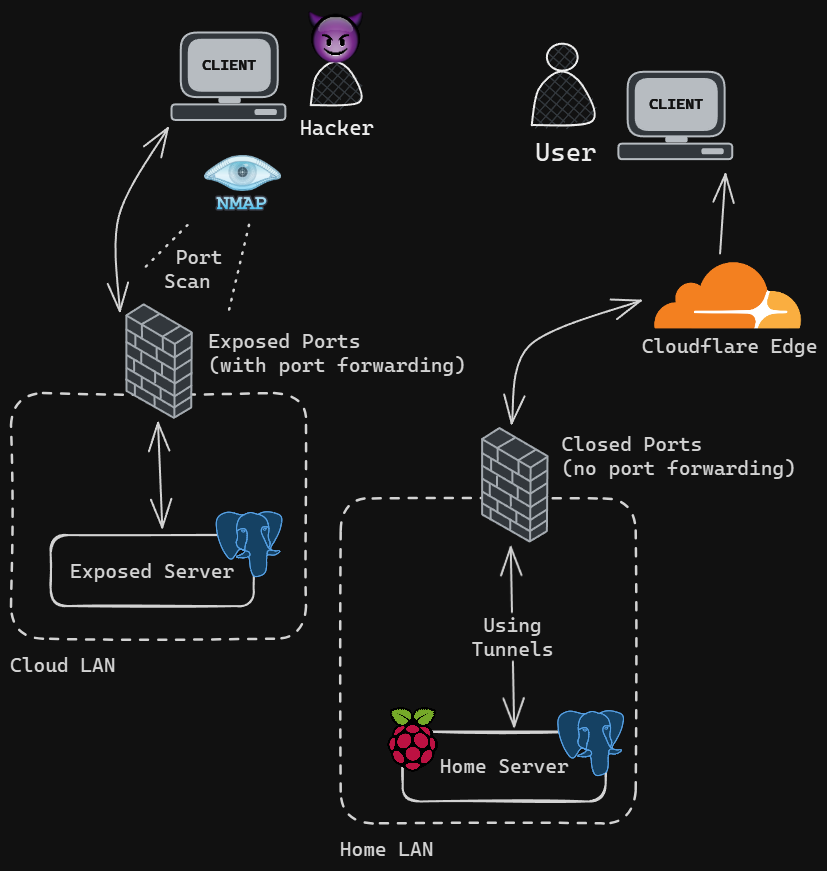 CLIENT
Hacker
NMAP
Port
Scan
Exposed Ports
(with port forwarding)
Exposed Server
Cloud LAN
CLIENT
User
Cloudflare Edge
Closed Ports
(no port forwarding)
Using
Tunnels
Home Server
Home LAN